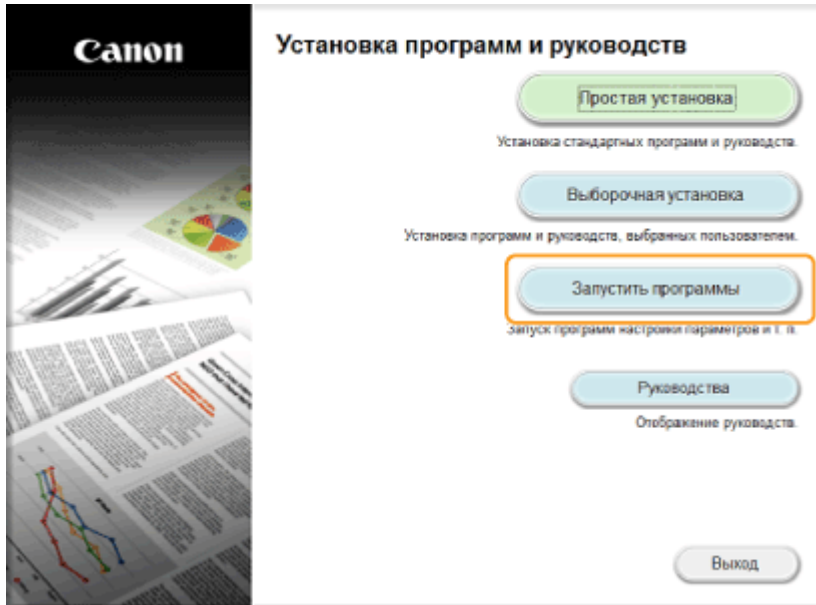 Canon
Установка программ и руководств
Простая установка
Установка стандартных программ и руководств.
Выборочная установка
Установка программ и руководств, выбранных пользователем.
Запустить программы
Запуск программ настройки параметров и т. п.
Руководства
Отображение руководств.
Выход